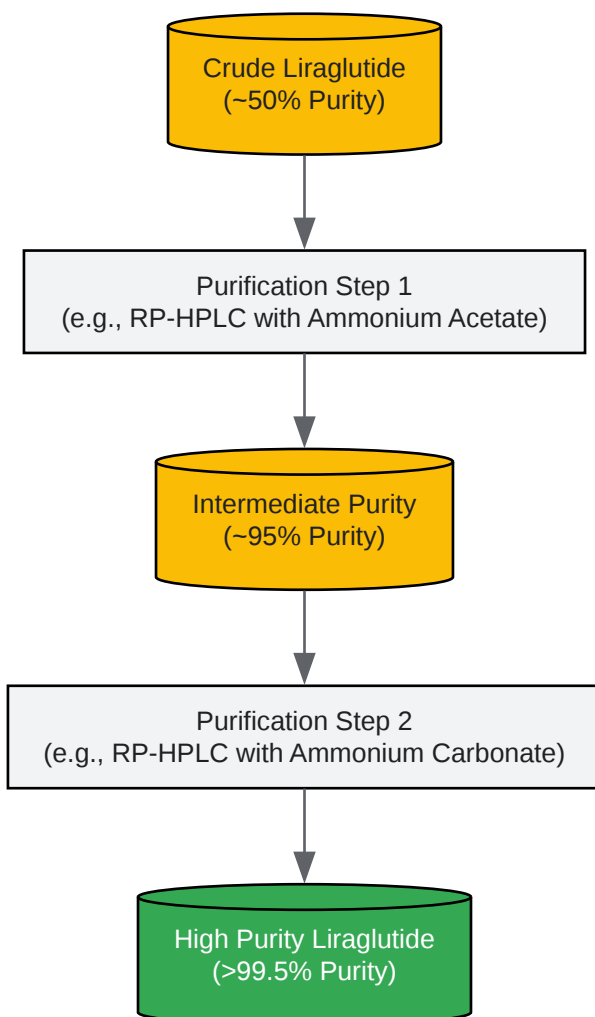 Crude Liraglutide
(~50% Purity)
Purification Step 1
(e.g., RP-HPLC with Ammonium Acetate)
Intermediate Purity
(~95% Purity)
Purification Step 2
(e.g., RP-HPLC with Ammonium Carbonate)
High Purity Liraglutide
(>99.5% Purity)